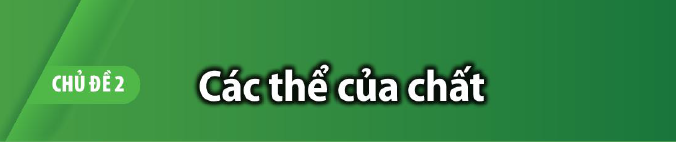 CHỦ ĐỀ 2
Các thể của chất